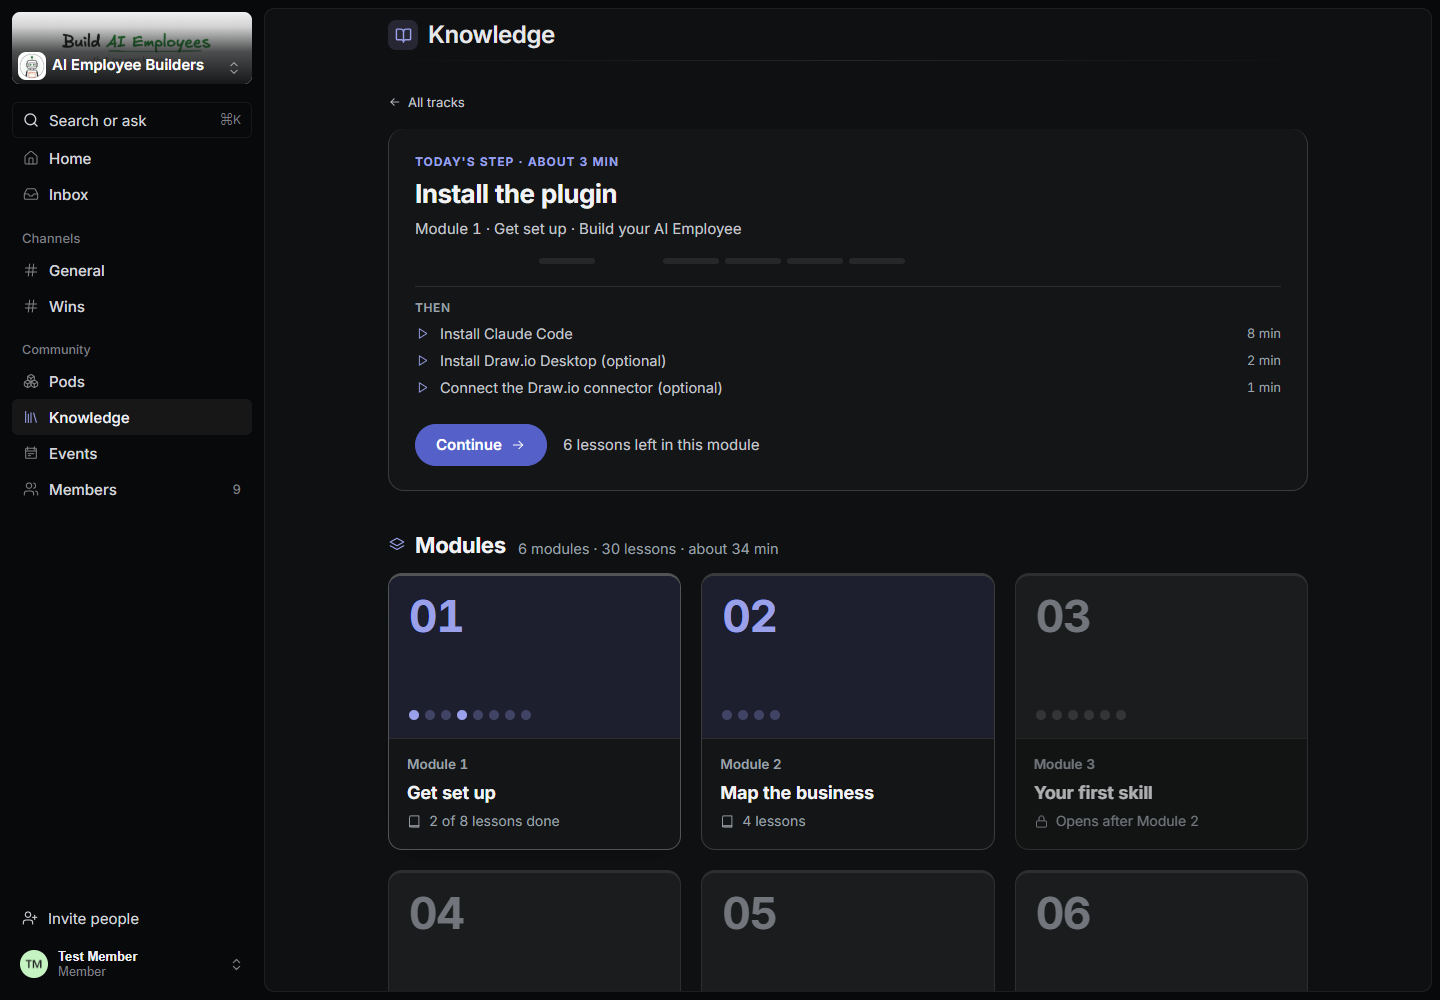 Build AI Employees
AI Employee Builders
Search or ask
⌘K
Home
Inbox
Channels
General
Wins
Community
Pods
Knowledge
Events
Members
9
Invite people
TM
Test Member
Member
Knowledge
← All tracks
TODAY'S STEP · ABOUT 3 MIN
Install the plugin
Module 1 · Get set up · Build your AI Employee
THEN
Install Claude Code
8 min
Install Draw.io Desktop (optional)
2 min
Connect the Draw.io connector (optional)
1 min
Continue →
6 lessons left in this module
Modules
6 modules · 30 lessons · about 34 min
01
Module 1
Get set up
2 of 8 lessons done
02
Module 2
Map the business
4 lessons
03
Module 3
Your first skill
Opens after Module 2
04
05
06